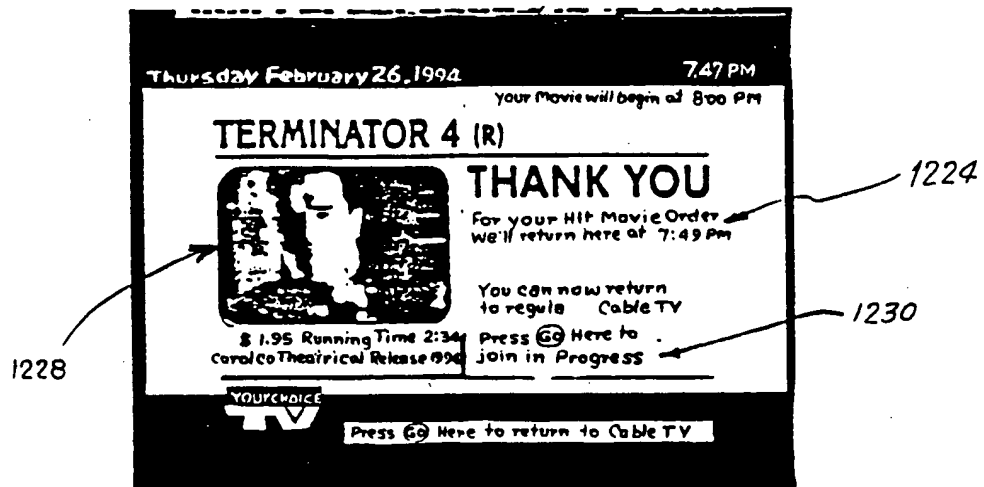 Thursday February 26, 1994 7.47 PM
your Movie will begin at 8:00 PM
TERMINATOR 4 (R)
THANK YOU
1224
For your Hit Movie Order
We'll return here at 7:49 PM
You can now return
to regula Cable TV
1228
$ 1.95 Running Time 2:34
Carolco Theatrical Release 1994
Press GO Here to
join in Progress
1230
YOUR CHOICE
TV
Press GO Here to return to Cable TV